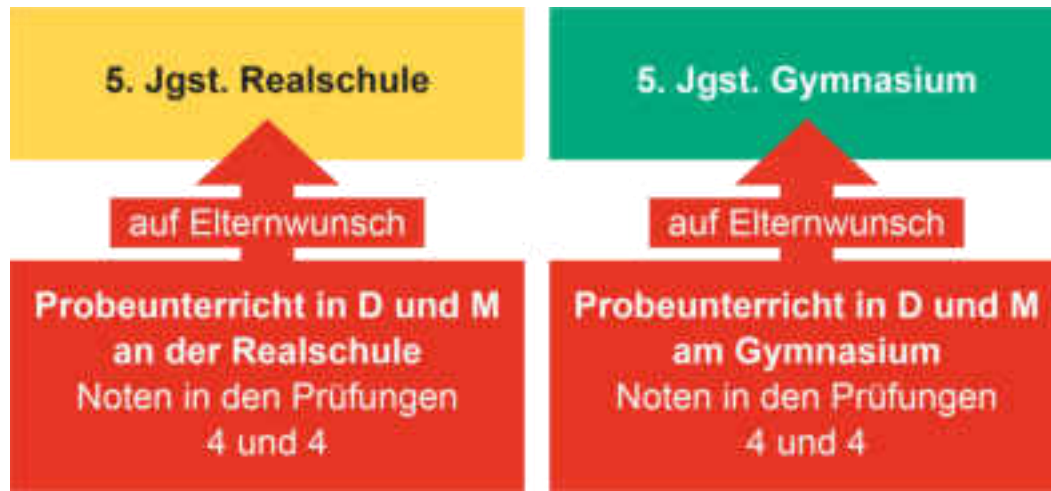 5. Jgst. Realschule
auf Elternwunsch
Probeunterricht in D und M
an der Realschule
Noten in den Prüfungen
4 und 4
5. Jgst. Gymnasium
auf Elternwunsch
Probeunterricht in D und M
am Gymnasium
Noten in den Prüfungen
4 und 4